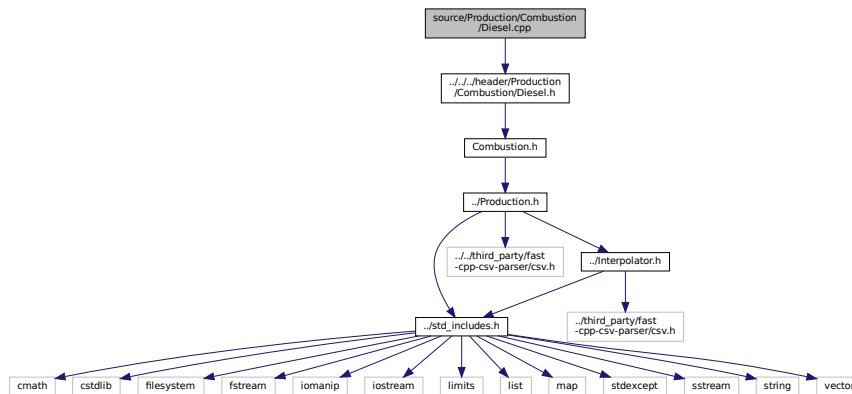 source/Production/Combustion
/Diesel.cpp
../../../header/Production
/Combustion/Diesel.h
Combustion.h
../Production.h
../../third_party/fast
-cpp-csv-parser/csv.h
../Interpolator.h
../std_includes.h
../third_party/fast
-cpp-csv-parser/csv.h
cmath
cstdlib
filesystem
fstream
iomanip
iostream
limits
list
map
stdexcept
sstream
string
vector